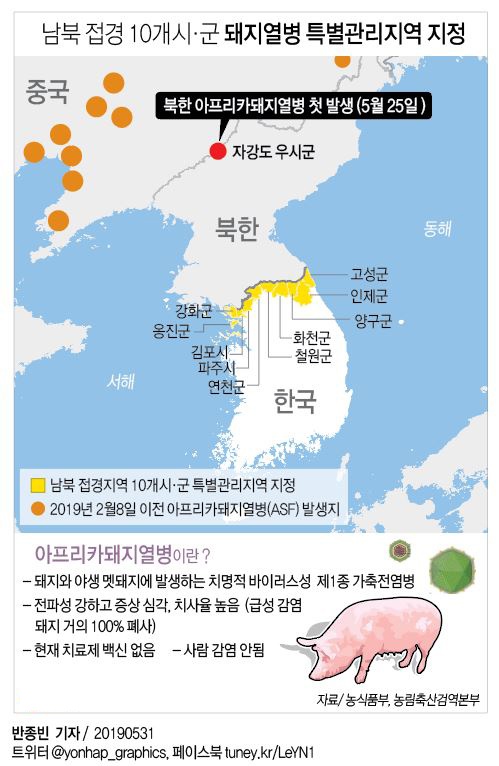 남북 접경 10개시·군 돼지열병 특별관리지역 지정
중국
북한 아프리카돼지열병 첫 발생 (5월 25일)
자강도 우시군
북한
동해
고성군
인제군
강화군
양구군
옹진군
화천군
김포시
철원군
파주시
연천군
서해
한국
남북 접경지역 10개시·군 특별관리지역 지정
2019년 2월8일 이전 아프리카돼지열병(ASF) 발생지
아프리카돼지열병이란?
– 돼지와 야생 멧돼지에 발생하는 치명적 바이러스성 제1종 가축전염병
– 전파성 강하고 증상 심각, 치사율 높음 (급성 감염
돼지 거의 100% 폐사)
– 현재 치료제 백신 없음 – 사람 감염 안됨
자료/ 농식품부, 농림축산검역본부
반종빈 기자 / 20190531
트위터 @yonhap_graphics, 페이스북 tuney.kr/LeYN1